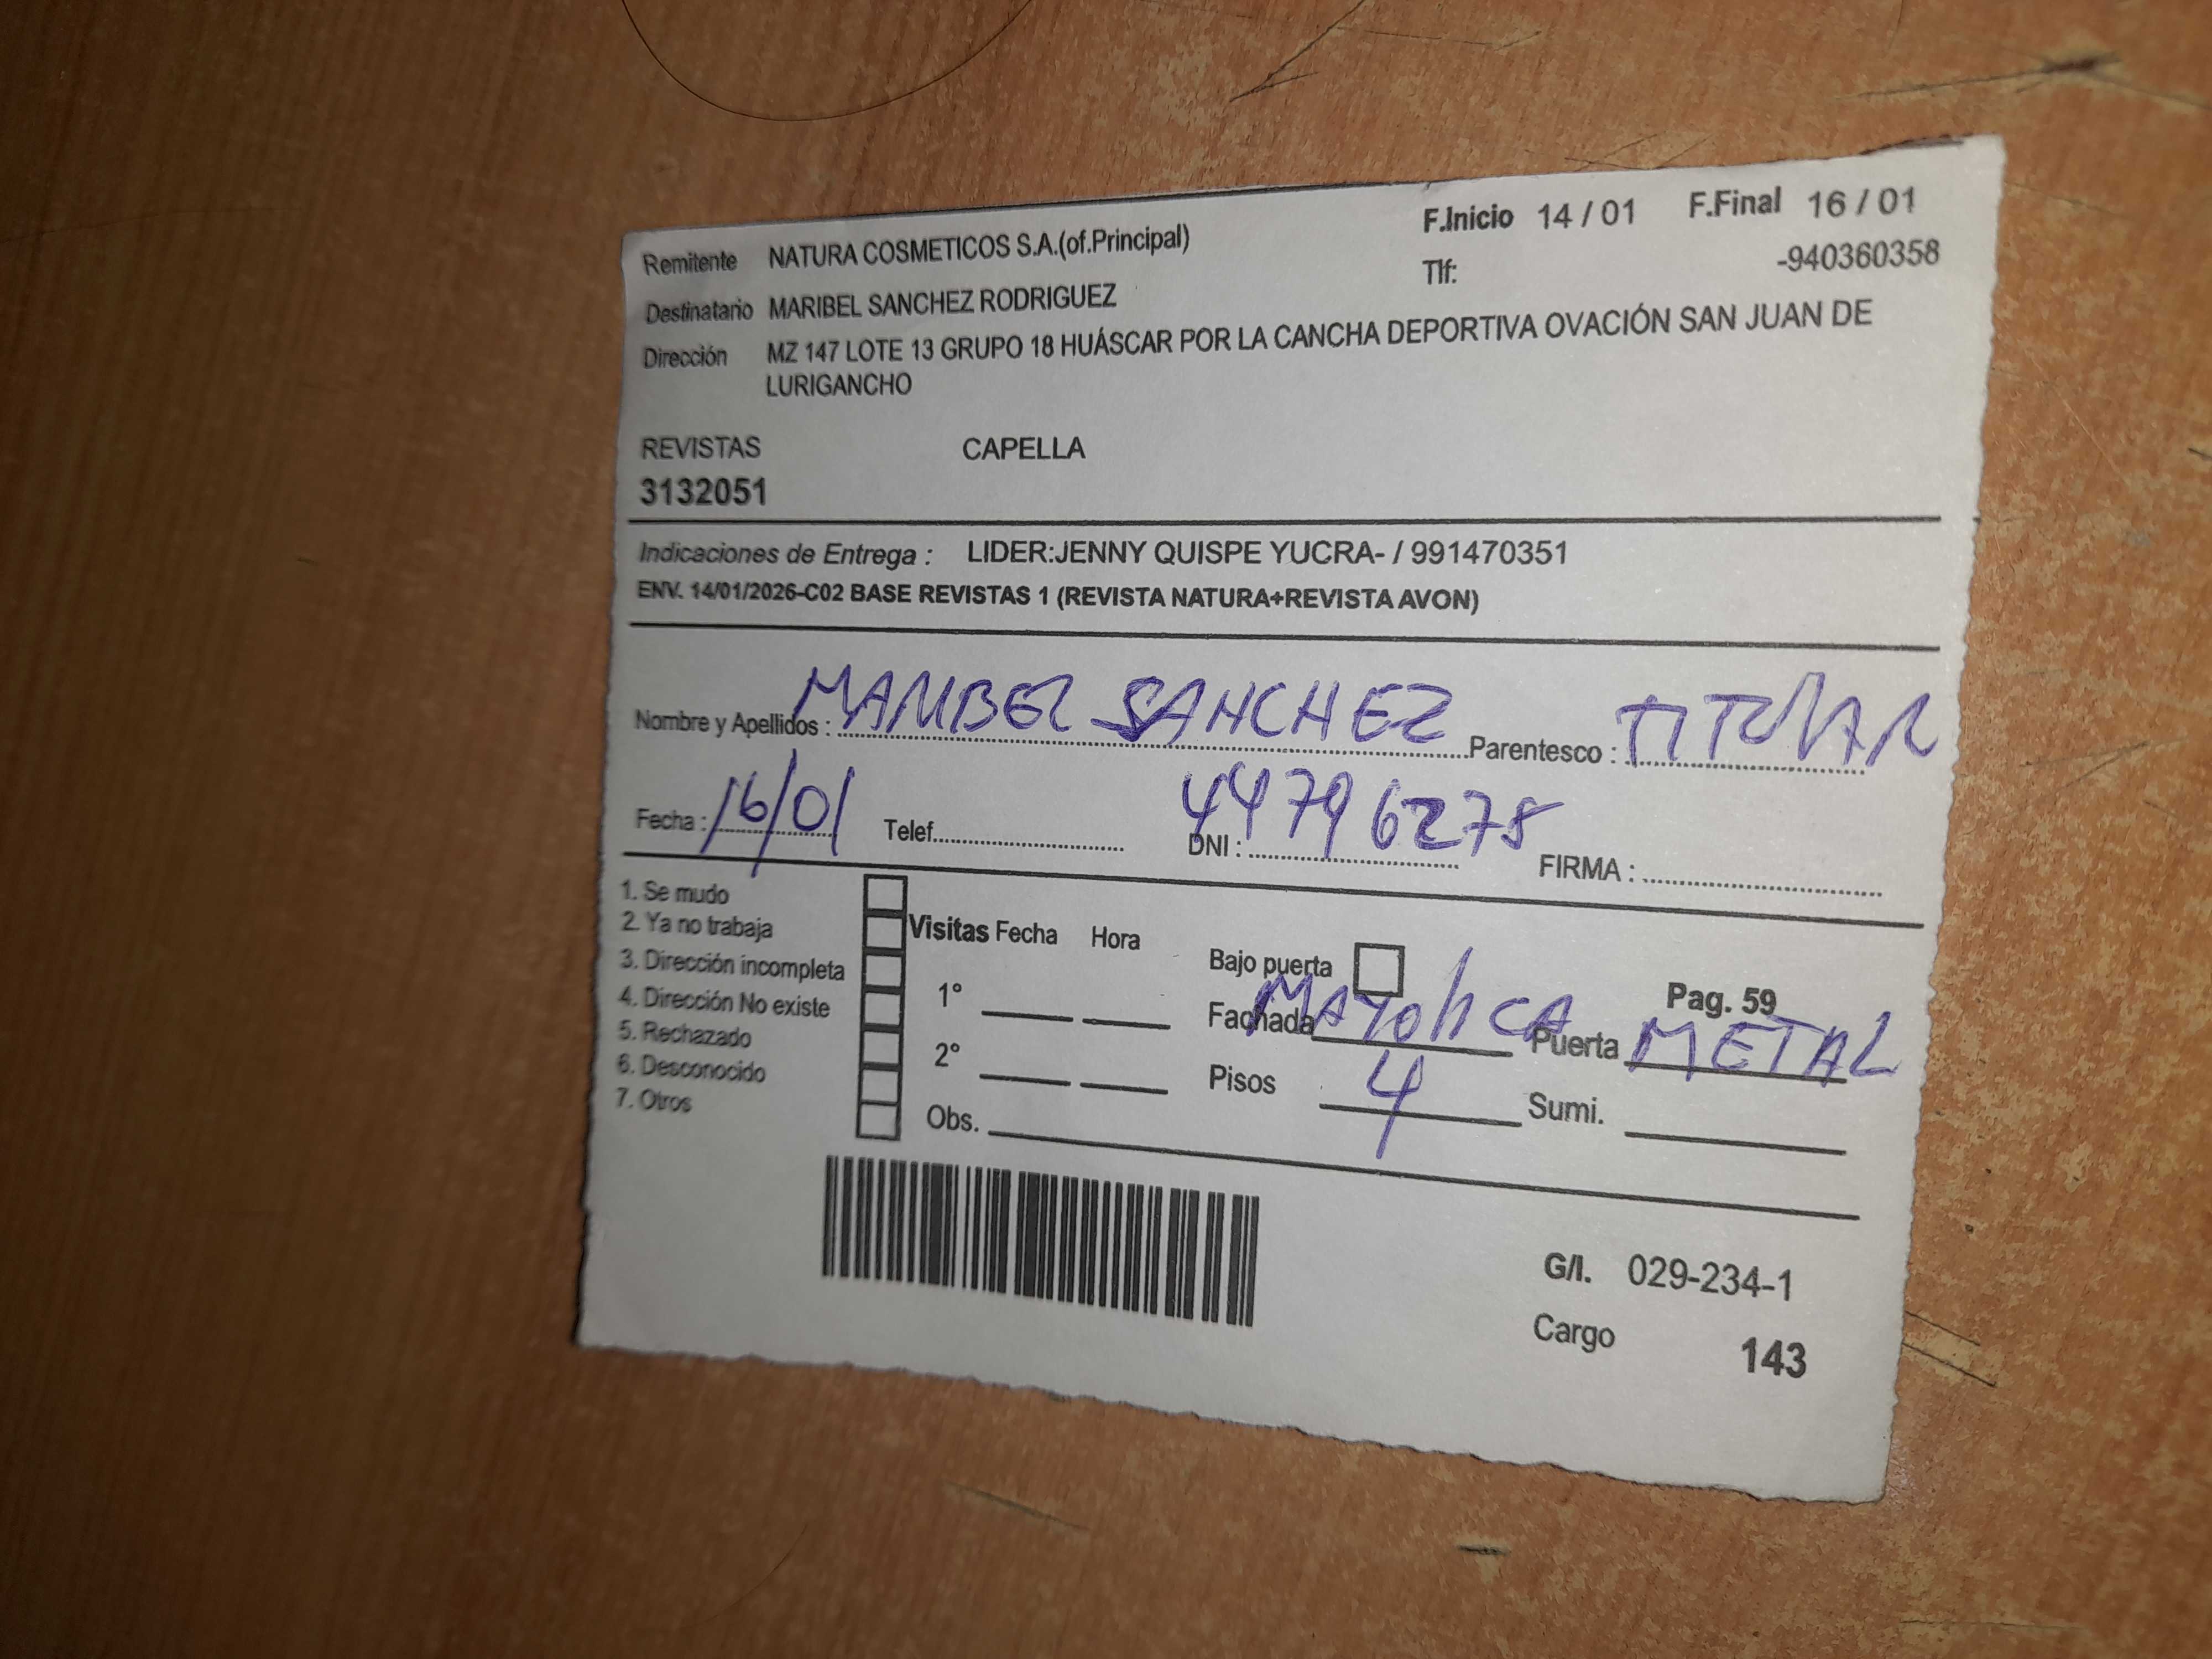 Remitente NATURA COSMETICOS S.A.(of.Principal) F.Inicio 14 / 01 F.Final 16 / 01
Tlf: -940360358
Destinatario MARIBEL SANCHEZ RODRIGUEZ
Dirección MZ 147 LOTE 13 GRUPO 18 HUÁSCAR POR LA CANCHA DEPORTIVA OVACIÓN SAN JUAN DE
LURIGANCHO
REVISTAS CAPELLA
3132051
Indicaciones de Entrega : LIDER:JENNY QUISPE YUCRA- / 991470351
ENV. 14/01/2026-C02 BASE REVISTAS 1 (REVISTA NATURA+REVISTA AVON)
Nombre y Apellidos : MARIBEL SANCHEZ Parentesco : TITULAR
Fecha : 16/01 Telef. DNI : 44796278 FIRMA :
1. Se mudo
2. Ya no trabaja Visitas Fecha Hora
3. Dirección incompleta Bajo puerta
4. Dirección No existe 1° Pag. 59
5. Rechazado Fachada MAYOLICA Puerta METAL
6. Desconocido 2° Pisos 4 Sumi.
7. Otros Obs.
G/I. 029-234-1
Cargo 143